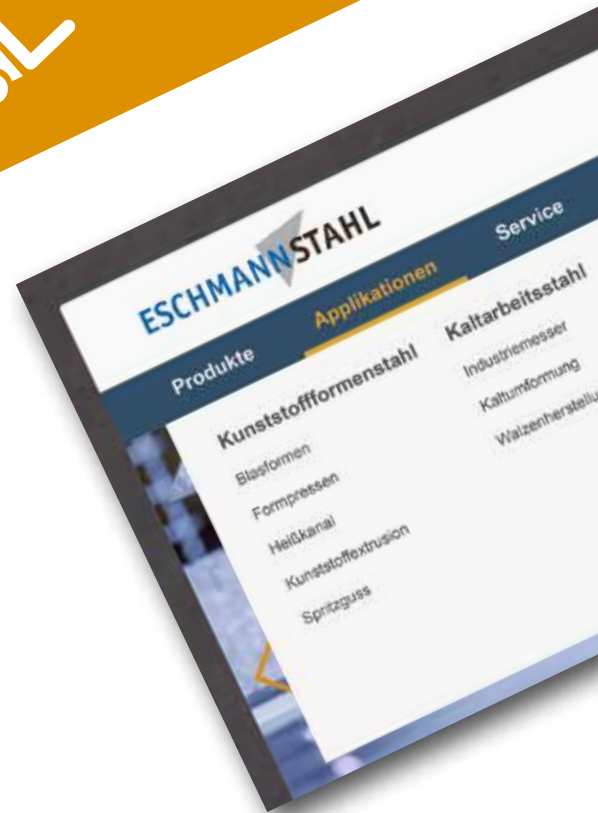 ESCHMANNSTAHL
Produkte
Applikationen
Service
Kunststoffformenstahl
Blasformen
Formpressen
Heißkanal
Kunststoffextrusion
Spritzguss
Kaltarbeitsstahl
Industriemesser
Kaltumformung